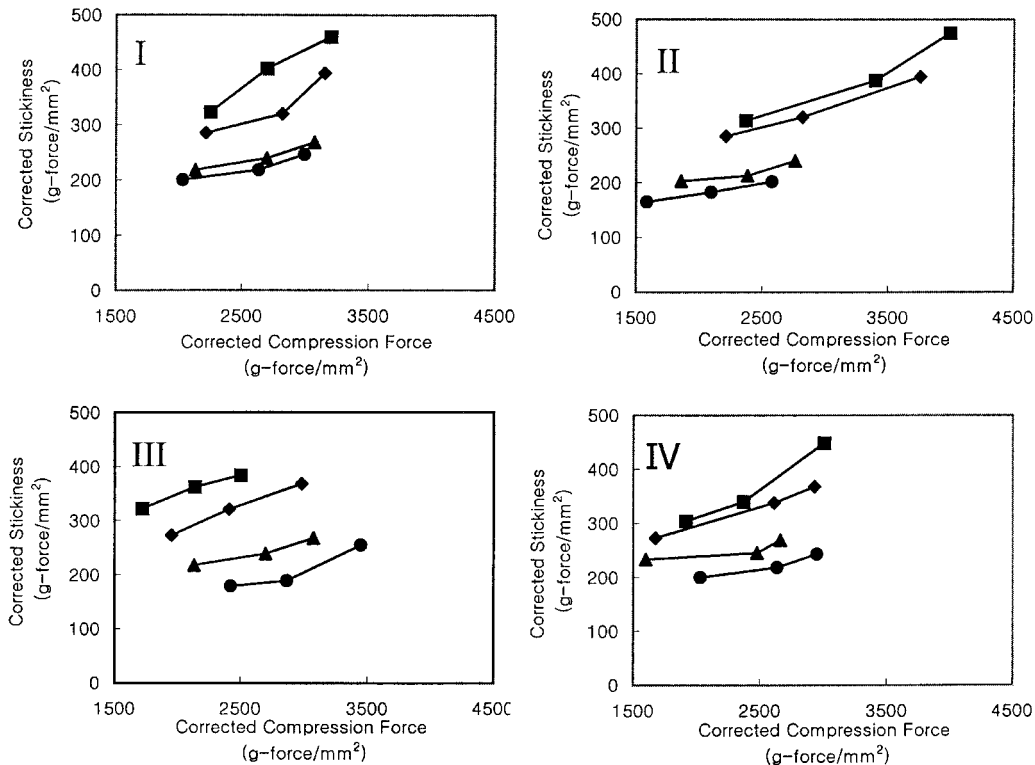 I
500
400
300
200
100
0
1500 2500 3500 4500
Corrected Stickiness
(g-force/mm²)
Corrected Compression Force
(g-force/mm²)
II
500
400
300
200
100
0
1500 2500 3500 4500
Corrected Stickiness
(g-force/mm²)
Corrected Compression Force
(g-force/mm²)
III
500
400
300
200
100
0
1500 2500 3500 450(
Corrected Stickiness
(g-force/mm²)
Corrected Compression Force
(g-force/mm²)
IV
500
400
300
200
100
0
1500 2500 3500 4500
Corrected Stickiness
(g-force/mm²)
Corrected Compression Force
(g-force/mm²)